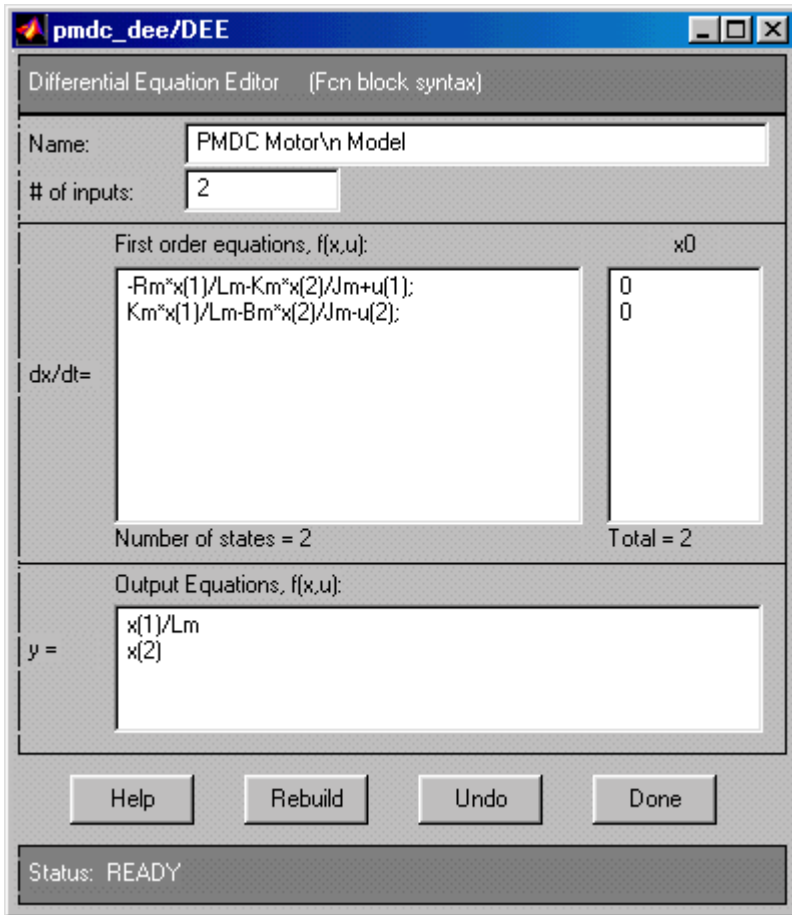 pmdc_dee/DEE
Differential Equation Editor (Fcn block syntax)
Name: PMDC Motor\n Model
# of inputs: 2
First order equations, f(x,u): x0
-Rm*x(1)/Lm-Km*x(2)/Jm+u(1); 0
Km*x(1)/Lm-Bm*x(2)/Jm-u(2); 0
dx/dt=
Number of states = 2 Total = 2
Output Equations, f(x,u):
x(1)/Lm
y = x(2)
Help Rebuild Undo Done
Status: READY